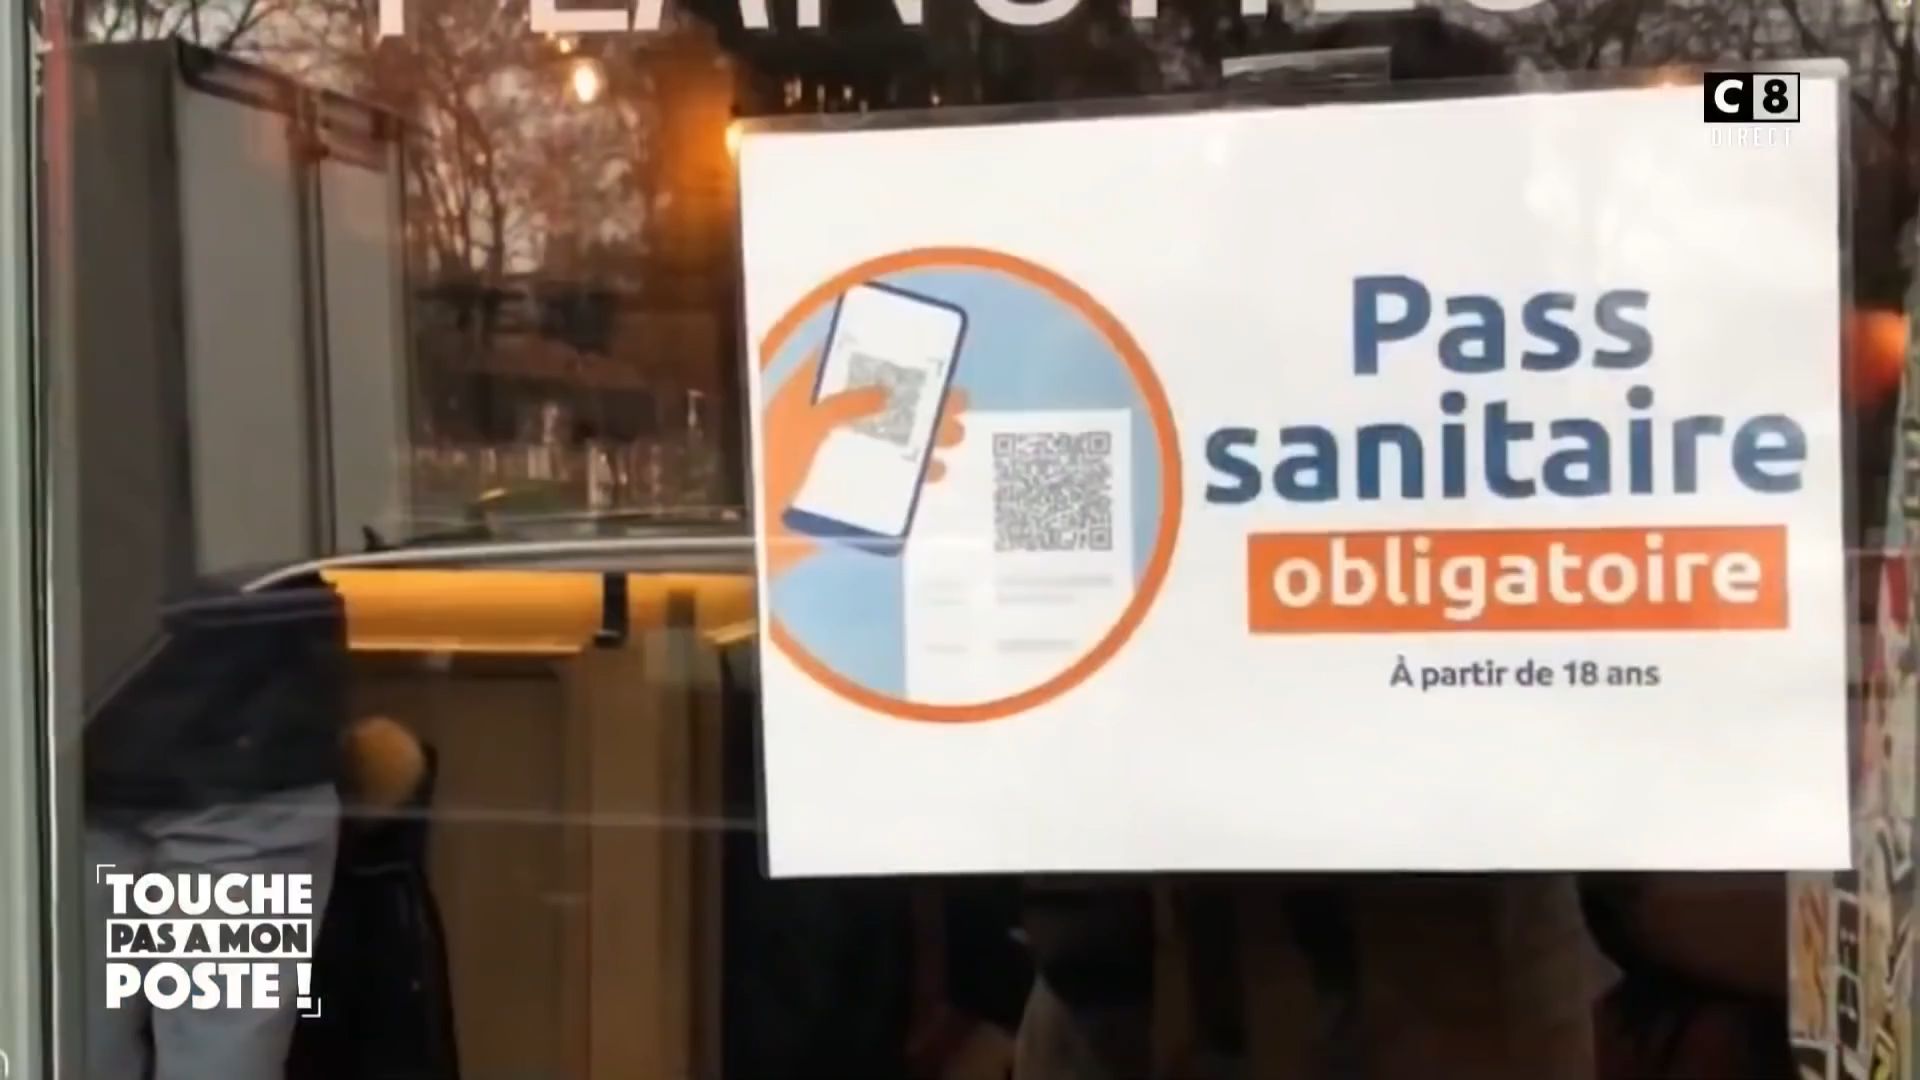 C8
DIRECT
Pass
sanitaire
obligatoire
À partir de 18 ans
TOUCHE
PAS A MON
POSTE !